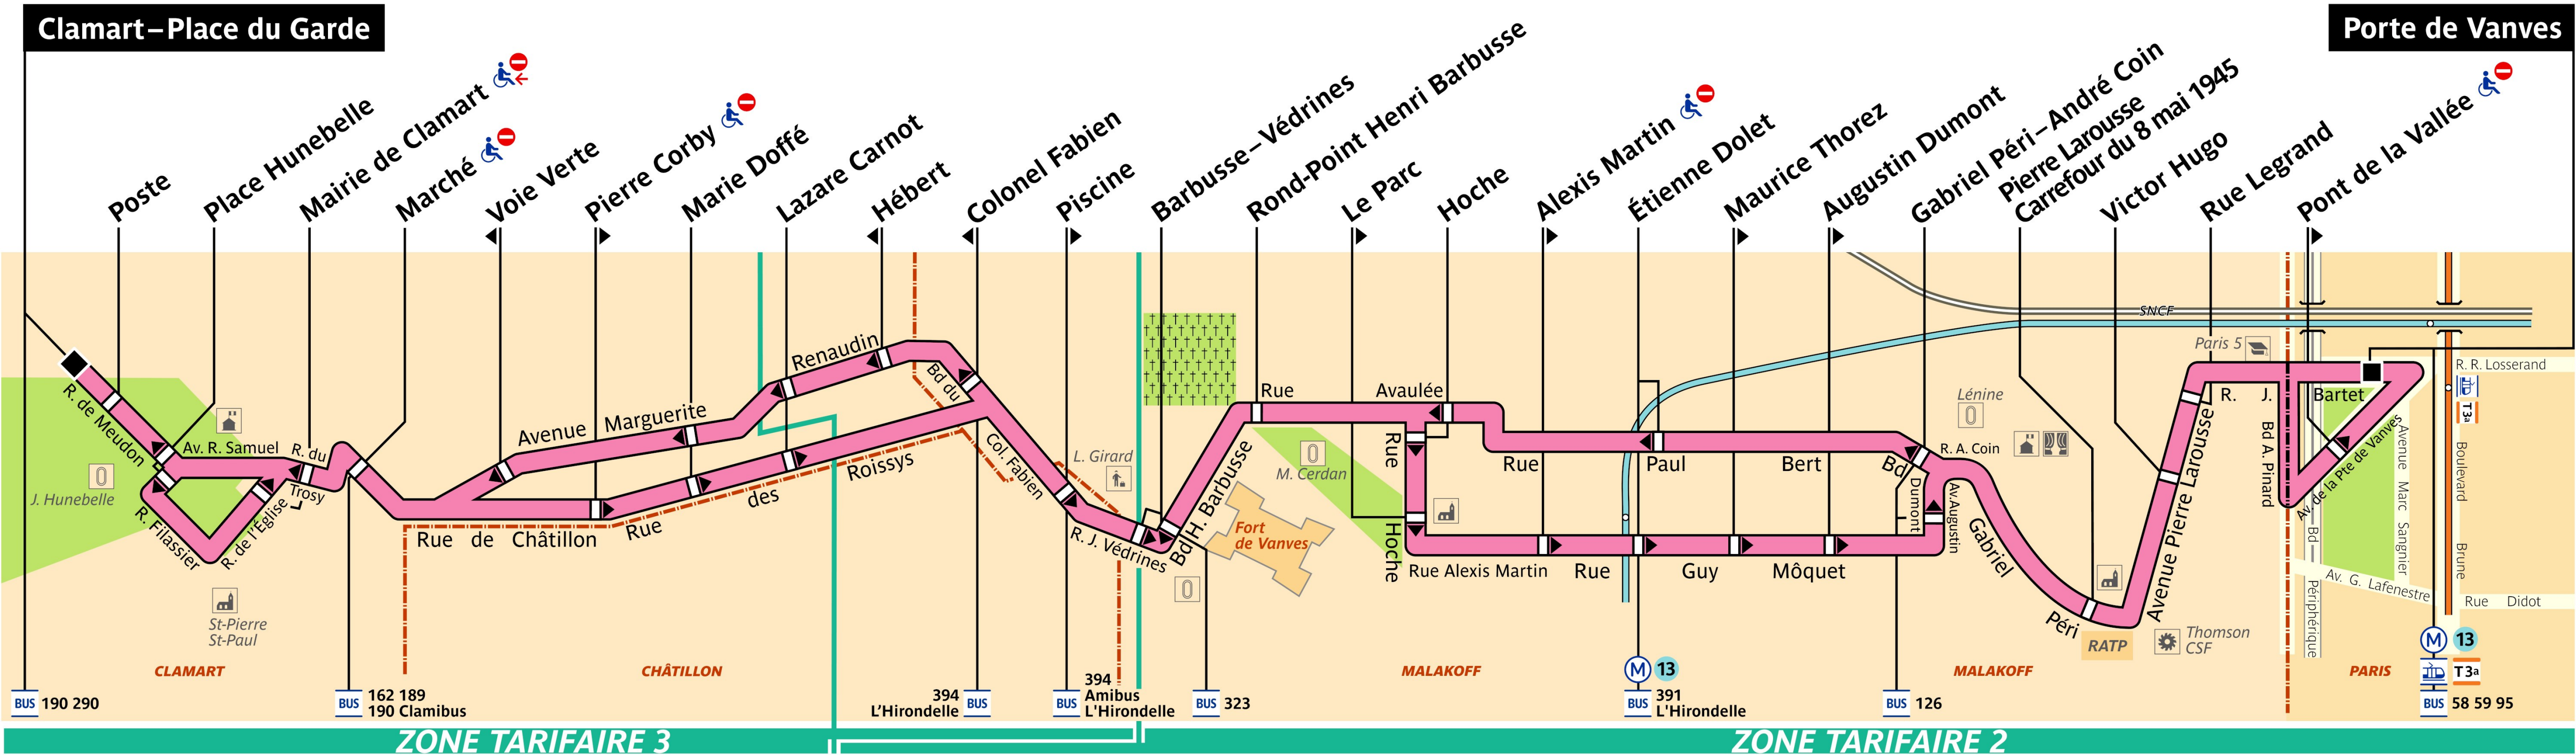 Clamart–Place du Garde
Porte de Vanves
Poste
Place Hunebelle
Mairie de Clamart
Marché
Voie Verte
Pierre Corby
Marie Doffé
Lazare Carnot
Hébert
Colonel Fabien
Piscine
Barbusse–Védrines
Rond-Point Henri Barbusse
Le Parc
Hoche
Alexis Martin
Étienne Dolet
Maurice Thorez
Augustin Dumont
Gabriel Péri–André Coin
Pierre Larousse
Carrefour du 8 mai 1945
Victor Hugo
Rue Legrand
Pont de la Vallée
R. de Meudon
Av. R. Samuel
R. du
Trosy
R. Filassier
R. de l'Église
J. Hunebelle
St-Pierre
St-Paul
Rue de Châtillon
Avenue Marguerite
Renaudin
Rue des Roissys
Bd du
Col. Fabien
L. Girard
R. J. Védrines
Bd H. Barbusse
Fort
de Vanves
M. Cerdan
Rue Avaulée
Rue
Hoche
Rue Alexis Martin
Rue Guy Môquet
Rue Paul Bert
Bd
Dumont
Av. Augustin
R. A. Coin
Lénine
Gabriel
Péri
RATP
Thomson
CSF
Avenue Pierre Larousse
Paris 5
SNCF
R. J. Bartet
Bd A. Pinard
Av. de la Pte de Vanves
Avenue Marc Sangnier
Bd Périphérique
Boulevard Brune
R. R. Losserand
T3a
Av. G. Lafenestre
Rue Didot
CLAMART
CHÂTILLON
MALAKOFF
MALAKOFF
PARIS
BUS 190 290
BUS 162 189
190 Clamibus
394
L'Hirondelle BUS
BUS 394
Amibus
L'Hirondelle
BUS 323
M 13
BUS 391
L'Hirondelle
BUS 126
M 13
T3a
BUS 58 59 95
ZONE TARIFAIRE 3
ZONE TARIFAIRE 2